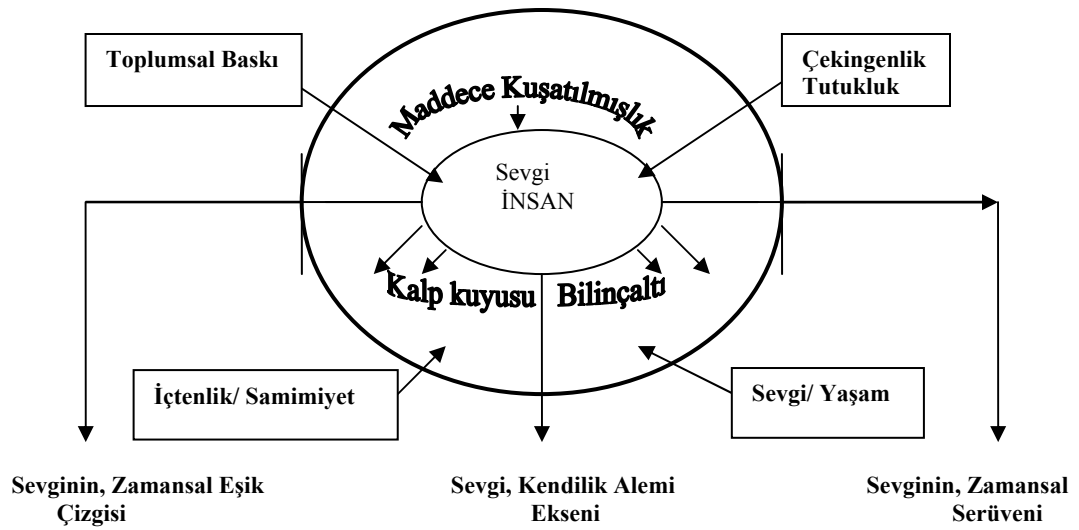 Toplumsal Baskı
Çekingenlik
Tutukluk
Maddece Kuşatılmışlık
Sevgi
İNSAN
Kalp kuyusu
Bilinçaltı
İçtenlik/ Samimiyet
Sevgi/ Yaşam
Sevginin, Zamansal Eşik
Çizgisi
Sevgi, Kendilik Alemi
Ekseni
Sevginin, Zamansal
Serüveni